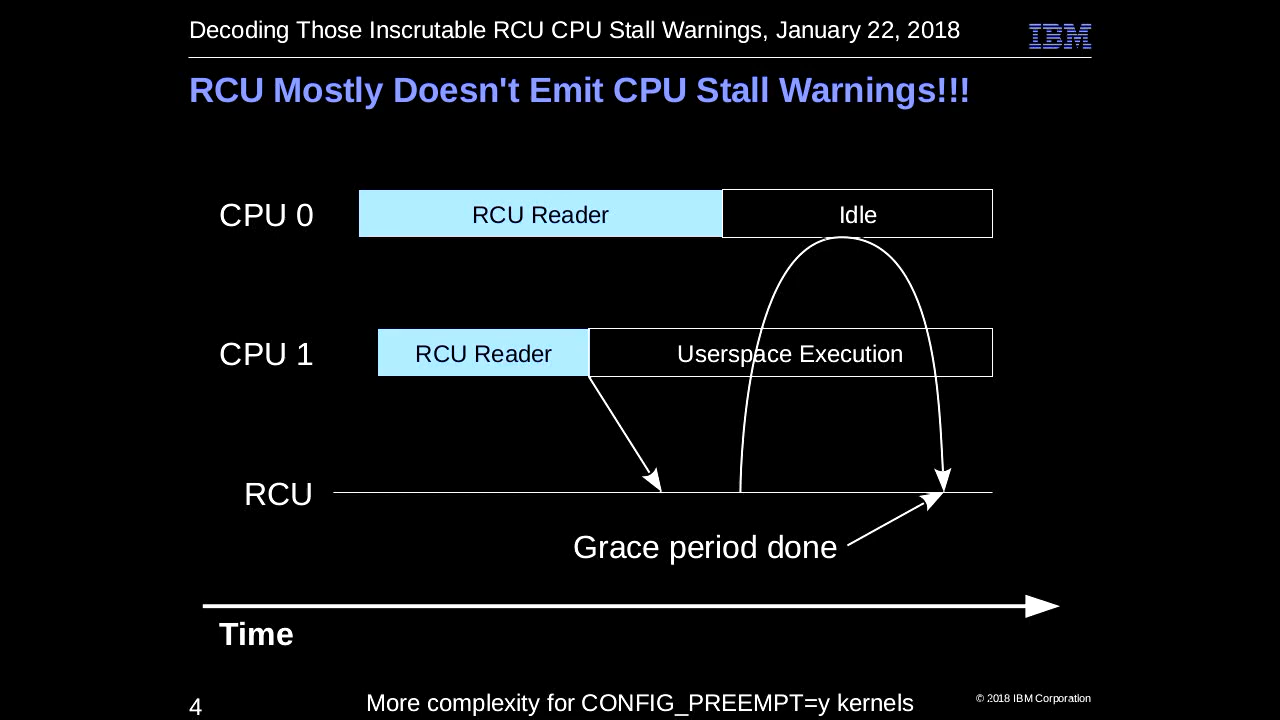 Decoding Those Inscrutable RCU CPU Stall Warnings, January 22, 2018
IBM
RCU Mostly Doesn't Emit CPU Stall Warnings!!!
CPU 0
RCU Reader
Idle
CPU 1
RCU Reader
Userspace Execution
RCU
Grace period done
Time
4
More complexity for CONFIG_PREEMPT=y kernels
© 2018 IBM Corporation